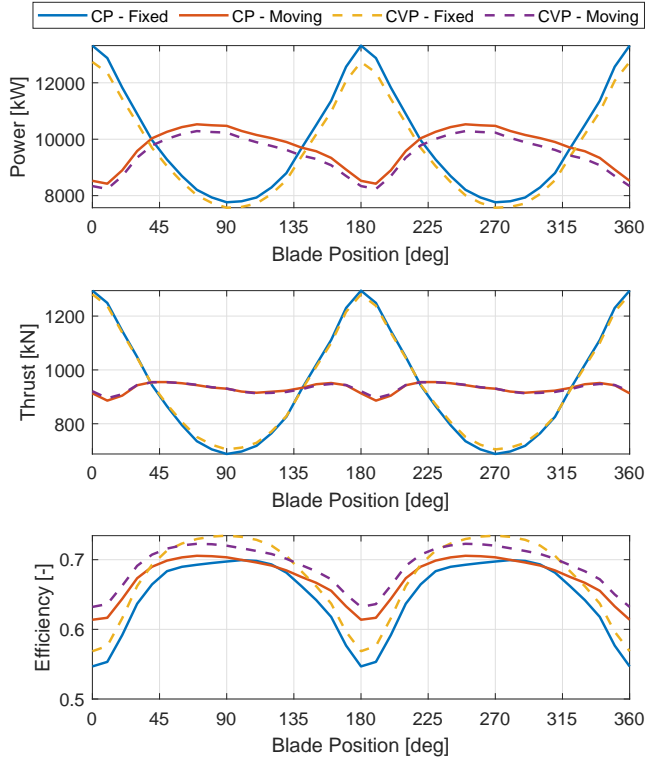 CP - Fixed CP - Moving CVP - Fixed CVP - Moving
12000
10000
8000
Power [kW]
0 45 90 135 180 225 270 315 360
Blade Position [deg]
1200
1000
800
Thrust [kN]
0 45 90 135 180 225 270 315 360
Blade Position [deg]
0.7
0.6
0.5
Efficiency [-]
0 45 90 135 180 225 270 315 360
Blade Position [deg]